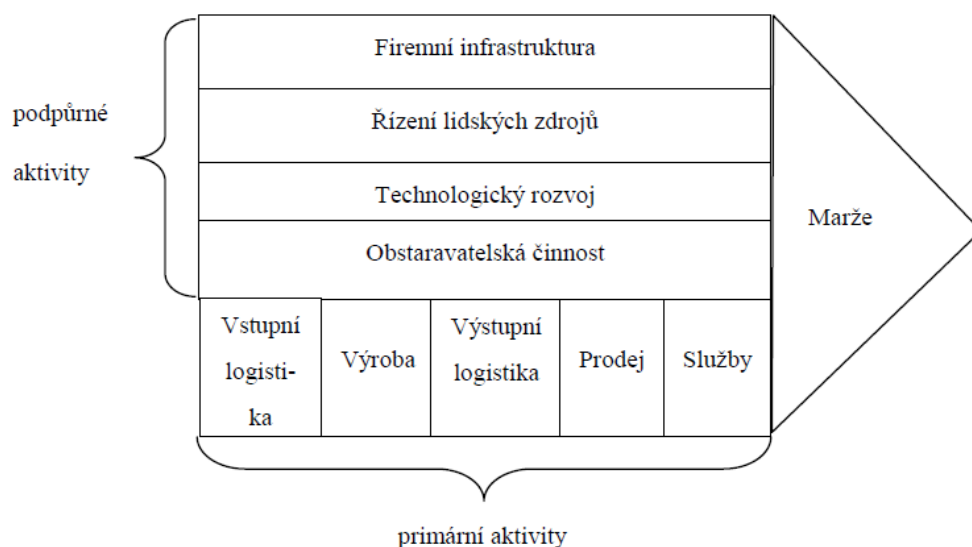 Firemní infrastruktura
podpůrné
aktivity
Řízení lidských zdrojů
Technologický rozvoj
Obstaravatelská činnost
Marže
Vstupní
logisti-
ka
Výroba
Výstupní
logistika
Prodej
Služby
primární aktivity